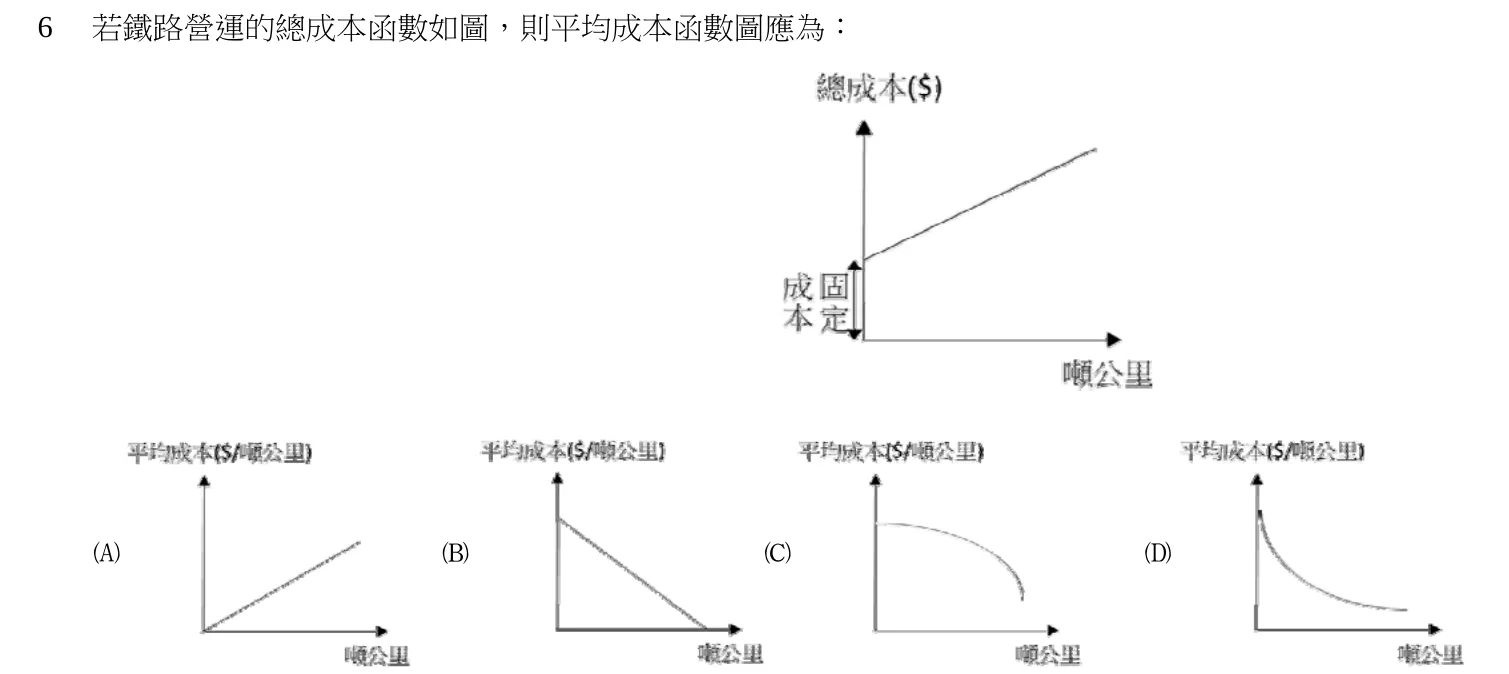 6 若鐵路營運的總成本函數如圖，則平均成本函數圖應為：
總成本($)
固定
成本
噸公里
平均成本($/噸公里) 平均成本($/噸公里) 平均成本($/噸公里) 平均成本($/噸公里)
(A) (B) (C) (D)
噸公里 噸公里 噸公里 噸公里